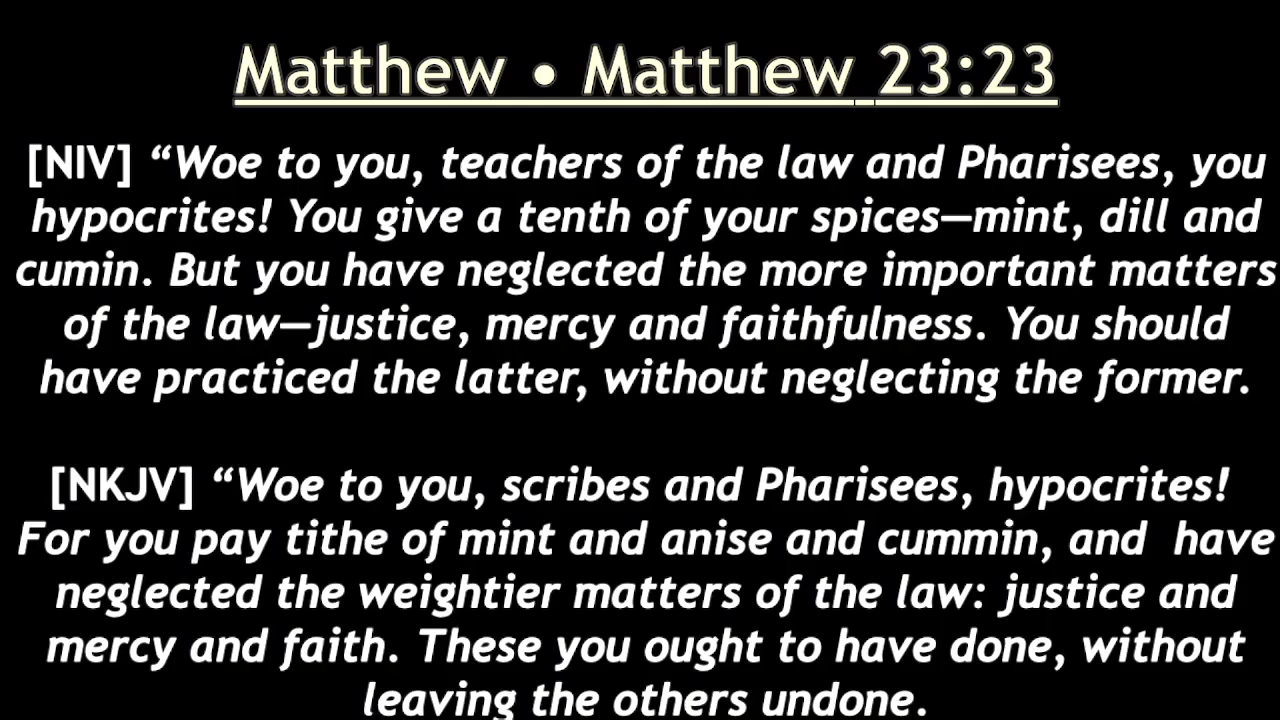 Matthew • Matthew 23:23
[NIV] “Woe to you, teachers of the law and Pharisees, you
hypocrites! You give a tenth of your spices—mint, dill and
cumin. But you have neglected the more important matters
of the law—justice, mercy and faithfulness. You should
have practiced the latter, without neglecting the former.
[NKJV] “Woe to you, scribes and Pharisees, hypocrites!
For you pay tithe of mint and anise and cummin, and  have
neglected the weightier matters of the law: justice and
mercy and faith. These you ought to have done, without
leaving the others undone.